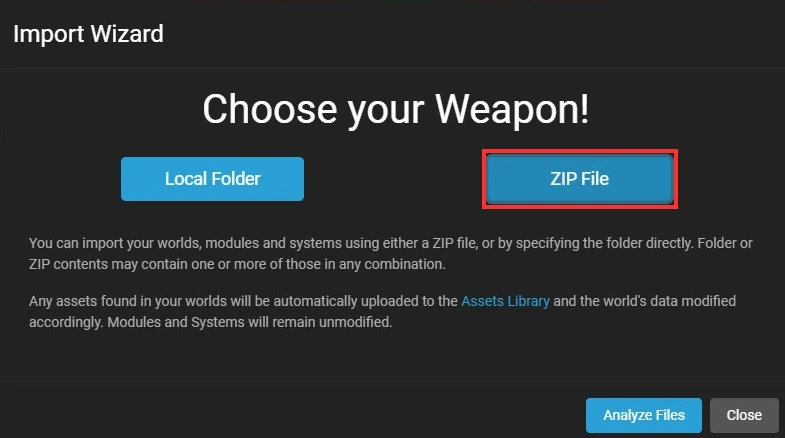 Import Wizard
Choose your Weapon!
Local Folder
ZIP File
You can import your worlds, modules and systems using either a ZIP file, or by specifying the folder directly. Folder or
ZIP contents may contain one or more of those in any combination.
Any assets found in your worlds will be automatically uploaded to the Assets Library and the world's data modified
accordingly. Modules and Systems will remain unmodified.
Analyze Files
Close